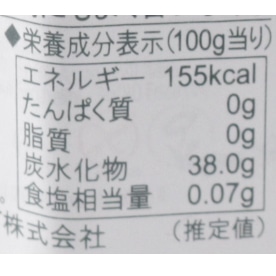 ◆栄養成分表示(100g当り)
エネルギー 155kcal
たんぱく質 0g
脂質 0g
炭水化物 38.0g
食塩相当量 0.07g
株式会社 (推定値)